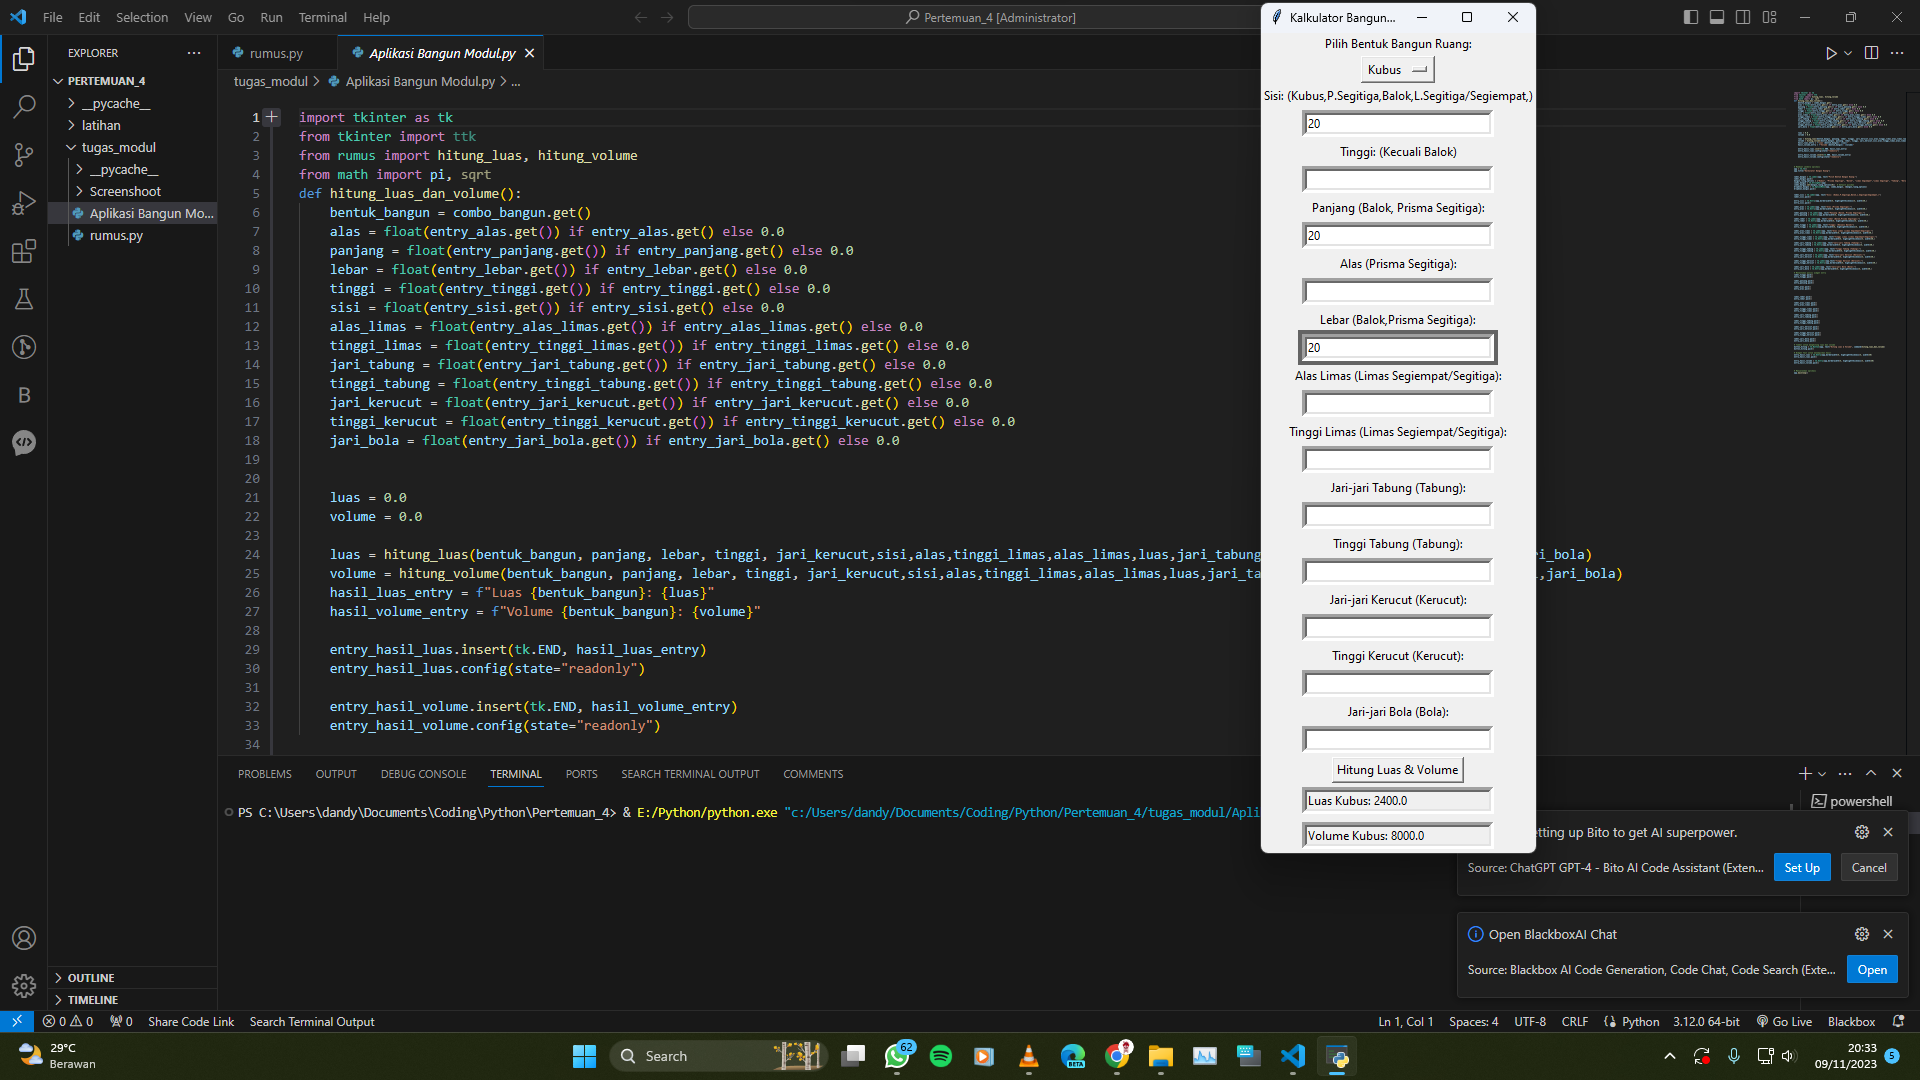 File Edit Selection View Go Run Terminal Help
Pertemuan_4 [Administrator]
EXPLORER
PERTEMUAN_4
__pycache__
latihan
tugas_modul
__pycache__
Screenshoot
Aplikasi Bangun Mo...
rumus.py
OUTLINE
TIMELINE
rumus.py
Aplikasi Bangun Modul.py
tugas_modul > Aplikasi Bangun Modul.py > ...
1 import tkinter as tk
2 from tkinter import ttk
3 from rumus import hitung_luas, hitung_volume
4 from math import pi, sqrt
5 def hitung_luas_dan_volume():
6 bentuk_bangun = combo_bangun.get()
7 alas = float(entry_alas.get()) if entry_alas.get() else 0.0
8 panjang = float(entry_panjang.get()) if entry_panjang.get() else 0.0
9 lebar = float(entry_lebar.get()) if entry_lebar.get() else 0.0
10 tinggi = float(entry_tinggi.get()) if entry_tinggi.get() else 0.0
11 sisi = float(entry_sisi.get()) if entry_sisi.get() else 0.0
12 alas_limas = float(entry_alas_limas.get()) if entry_alas_limas.get() else 0.0
13 tinggi_limas = float(entry_tinggi_limas.get()) if entry_tinggi_limas.get() else 0.0
14 jari_tabung = float(entry_jari_tabung.get()) if entry_jari_tabung.get() else 0.0
15 tinggi_tabung = float(entry_tinggi_tabung.get()) if entry_tinggi_tabung.get() else 0.0
16 jari_kerucut = float(entry_jari_kerucut.get()) if entry_jari_kerucut.get() else 0.0
17 tinggi_kerucut = float(entry_tinggi_kerucut.get()) if entry_tinggi_kerucut.get() else 0.0
18 jari_bola = float(entry_jari_bola.get()) if entry_jari_bola.get() else 0.0
19
20
21 luas = 0.0
22 volume = 0.0
23
24 luas = hitung_luas(bentuk_bangun, panjang, lebar, tinggi, jari_kerucut,sisi,alas,tinggi_limas,alas_limas,luas,jari_tabung ri_bola)
25 volume = hitung_volume(bentuk_bangun, panjang, lebar, tinggi, jari_kerucut,sisi,alas,tinggi_limas,alas_limas,luas,jari_ta ,jari_bola)
26 hasil_luas_entry = f"Luas {bentuk_bangun}: {luas}"
27 hasil_volume_entry = f"Volume {bentuk_bangun}: {volume}"
28
29 entry_hasil_luas.insert(tk.END, hasil_luas_entry)
30 entry_hasil_luas.config(state="readonly")
31
32 entry_hasil_volume.insert(tk.END, hasil_volume_entry)
33 entry_hasil_volume.config(state="readonly")
34
PROBLEMS OUTPUT DEBUG CONSOLE TERMINAL PORTS SEARCH TERMINAL OUTPUT COMMENTS
PS C:\Users\dandy\Documents\Coding\Python\Pertemuan_4> & E:/Python/python.exe "c:/Users/dandy/Documents/Coding/Python/Pertemuan_4/tugas_modul/Apli
powershell
Kalkulator Bangun...
Pilih Bentuk Bangun Ruang:
Kubus
Sisi: (Kubus,P.Segitiga,Balok,L.Segitiga/Segiempat,)
20
Tinggi: (Kecuali Balok)
Panjang (Balok, Prisma Segitiga):
20
Alas (Prisma Segitiga):
Lebar (Balok,Prisma Segitiga):
20
Alas Limas (Limas Segiempat/Segitiga):
Tinggi Limas (Limas Segiempat/Segitiga):
Jari-jari Tabung (Tabung):
Tinggi Tabung (Tabung):
Jari-jari Kerucut (Kerucut):
Tinggi Kerucut (Kerucut):
Jari-jari Bola (Bola):
Hitung Luas & Volume
Luas Kubus: 2400.0
Volume Kubus: 8000.0
etting up Bito to get AI superpower.
Source: ChatGPT GPT-4 - Bito AI Code Assistant (Exten...
Set Up
Cancel
Open BlackboxAI Chat
Source: Blackbox AI Code Generation, Code Chat, Code Search (Exte...
Open
0 0 0 Share Code Link Search Terminal Output
Ln 1, Col 1 Spaces: 4 UTF-8 CRLF Python 3.12.0 64-bit Go Live Blackbox
29°C
Berawan
Search
62
BETA
20:33
09/11/2023
5